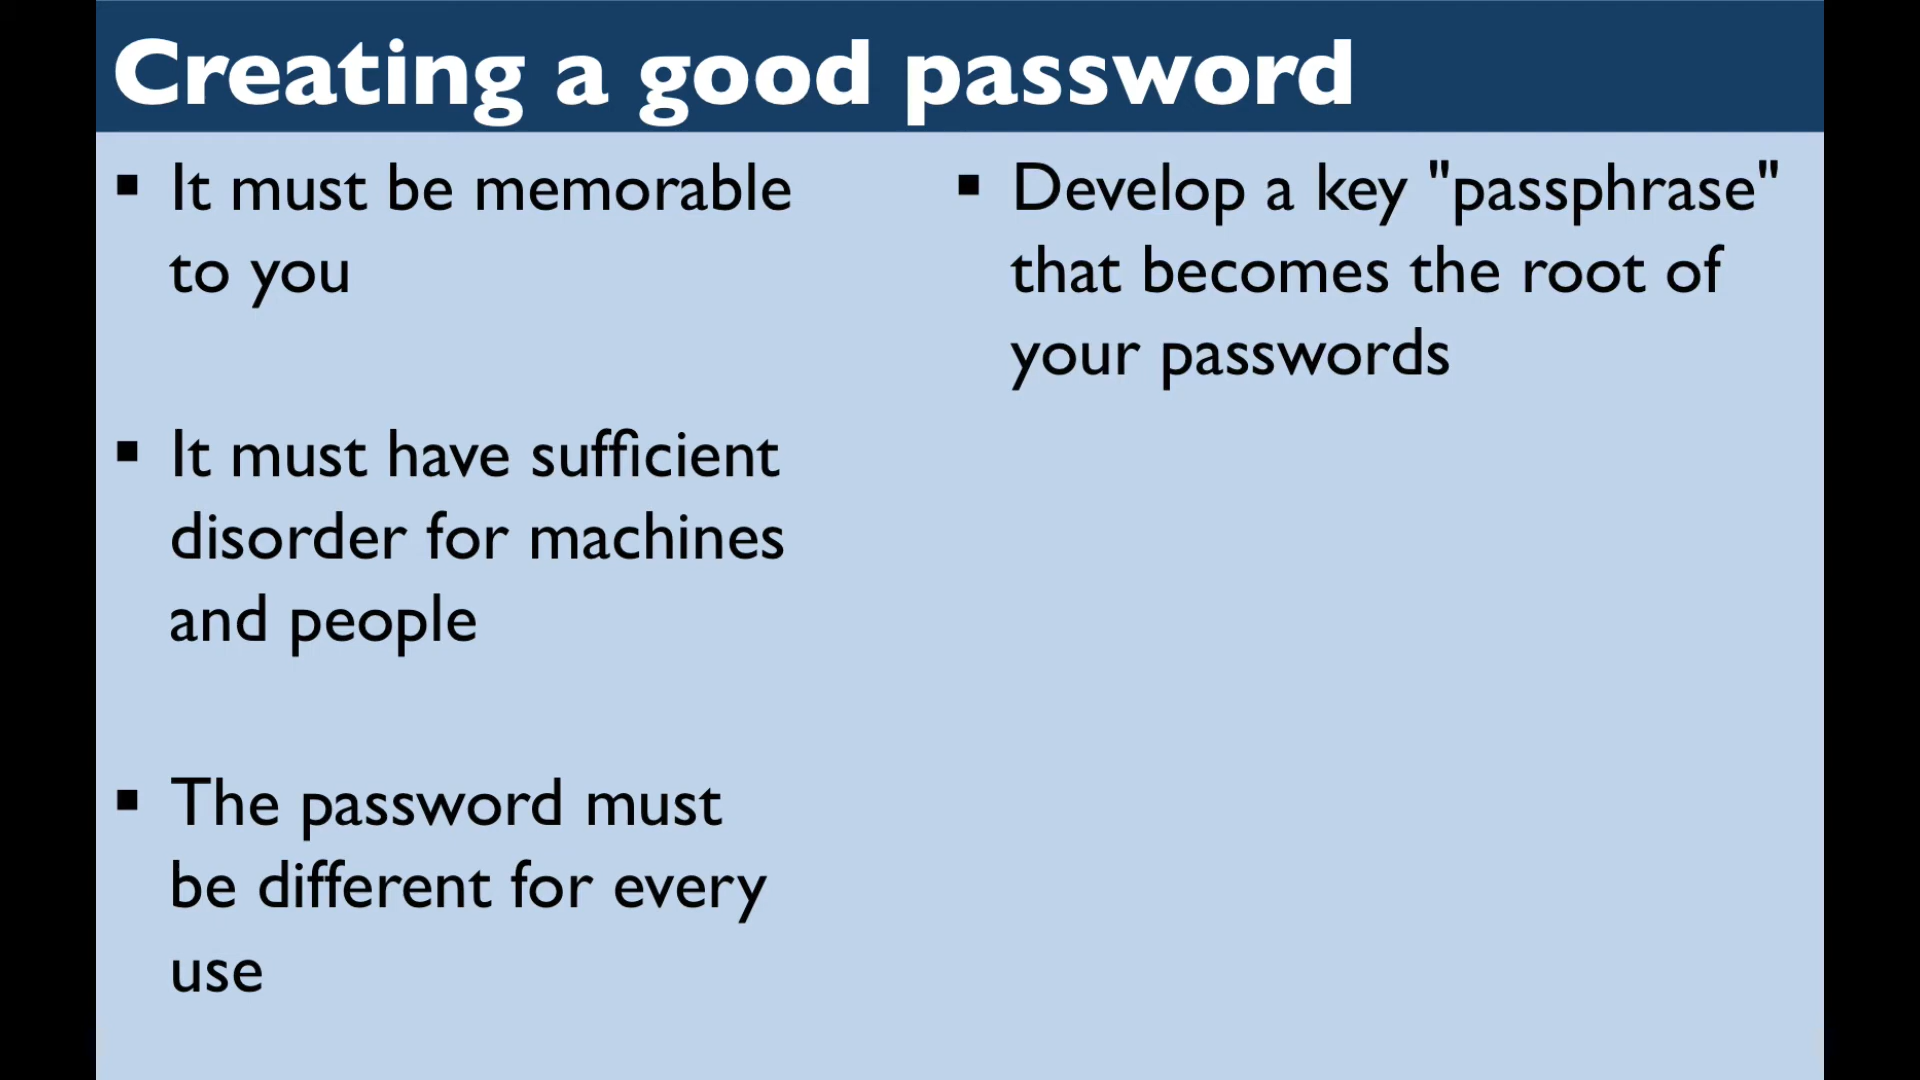 Creating a good password
▪ It must be memorable
to you
▪ It must have sufficient
disorder for machines
and people
▪ The password must
be different for every
use
▪ Develop a key "passphrase"
that becomes the root of
your passwords